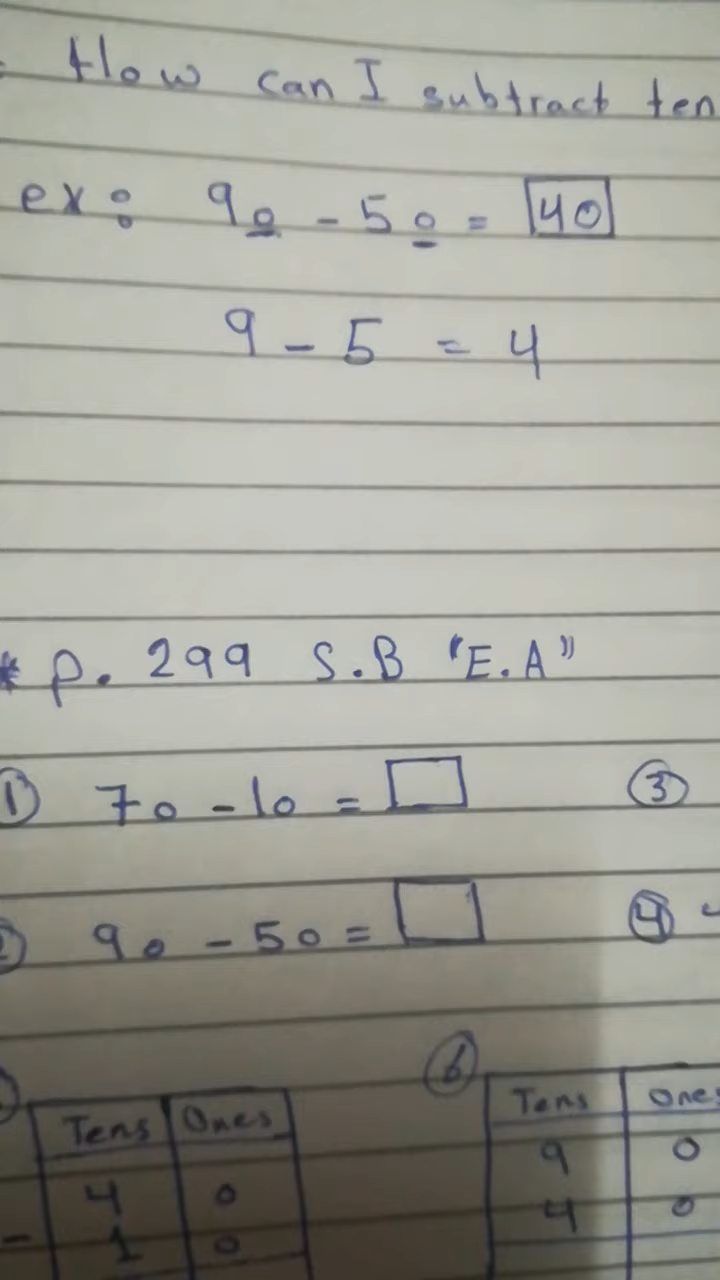 How can I subtract ten
ex: 90 - 50 = 40
9 - 5 = 4
* p. 299 S.B "E.A"
① 70 - 10 = □ ③
② 90 - 50 = □ ④
⑥
Tens Ones Tens Ones
4 0 9 0
- 1 0 4 0